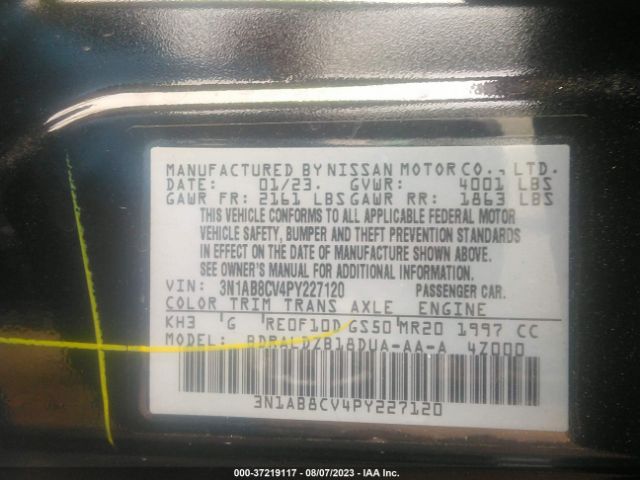 MANUFACTURED BY NISSAN MOTOR CO., LTD.
DATE: 01/23. GVWR: 4001 LBS
GAWR FR: 2161 LBS GAWR RR: 1863 LBS
THIS VEHICLE CONFORMS TO ALL APPLICABLE FEDERAL MOTOR
VEHICLE SAFETY, BUMPER AND THEFT PREVENTION STANDARDS
IN EFFECT ON THE DATE OF MANUFACTURE SHOWN ABOVE.
SEE OWNER'S MANUAL FOR ADDITIONAL INFORMATION.
VIN: 3N1AB8CV4PY227120 PASSENGER CAR.
COLOR TRIM TRANS AXLE ENGINE
KH3 G RE0F10D GS50 MR20 1997 CC
47000
3N1AB8CV4PY227120
000-37219117 - 08/07/2023 - IAA Inc.